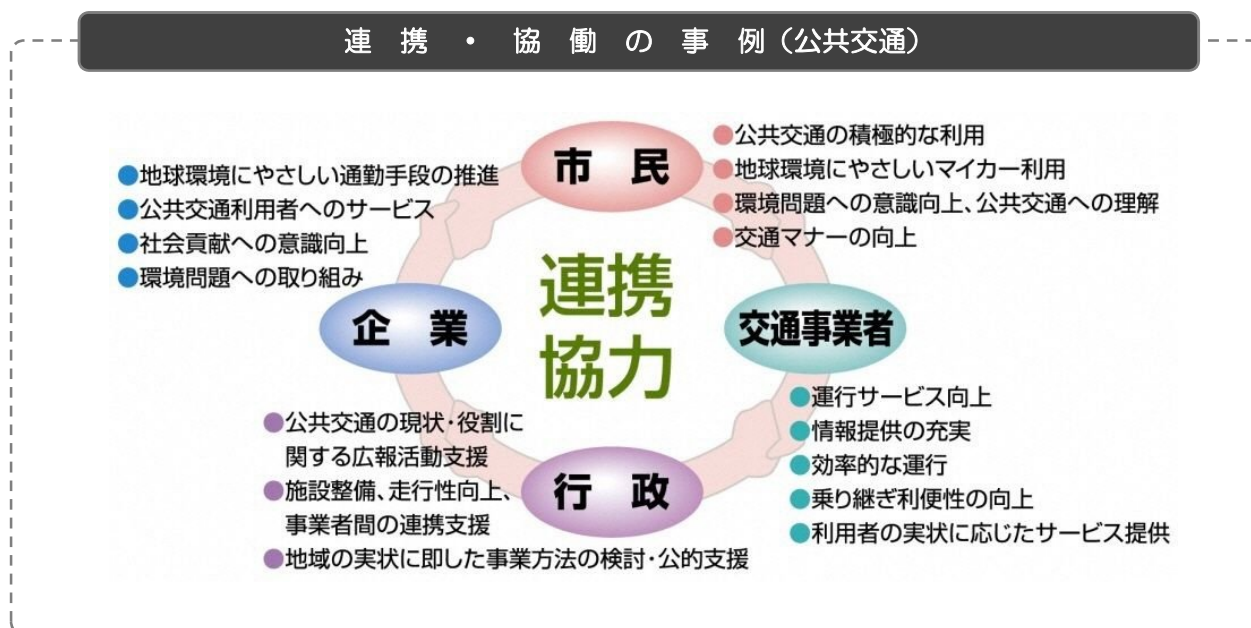 連 携 ・ 協 働 の 事 例（公共交通）
市 民
●公共交通の積極的な利用
●地球環境にやさしいマイカー利用
●環境問題への意識向上、公共交通への理解
●交通マナーの向上
●地球環境にやさしい通勤手段の推進
●公共交通利用者へのサービス
●社会貢献への意識向上
●環境問題への取り組み
企 業
連携
協力
交通事業者
●運行サービス向上
●情報提供の充実
●効率的な運行
●乗り継ぎ利便性の向上
●利用者の実状に応じたサービス提供
行 政
●公共交通の現状・役割に
関する広報活動支援
●施設整備、走行性向上、
事業者間の連携支援
●地域の実状に即した事業方法の検討・公的支援